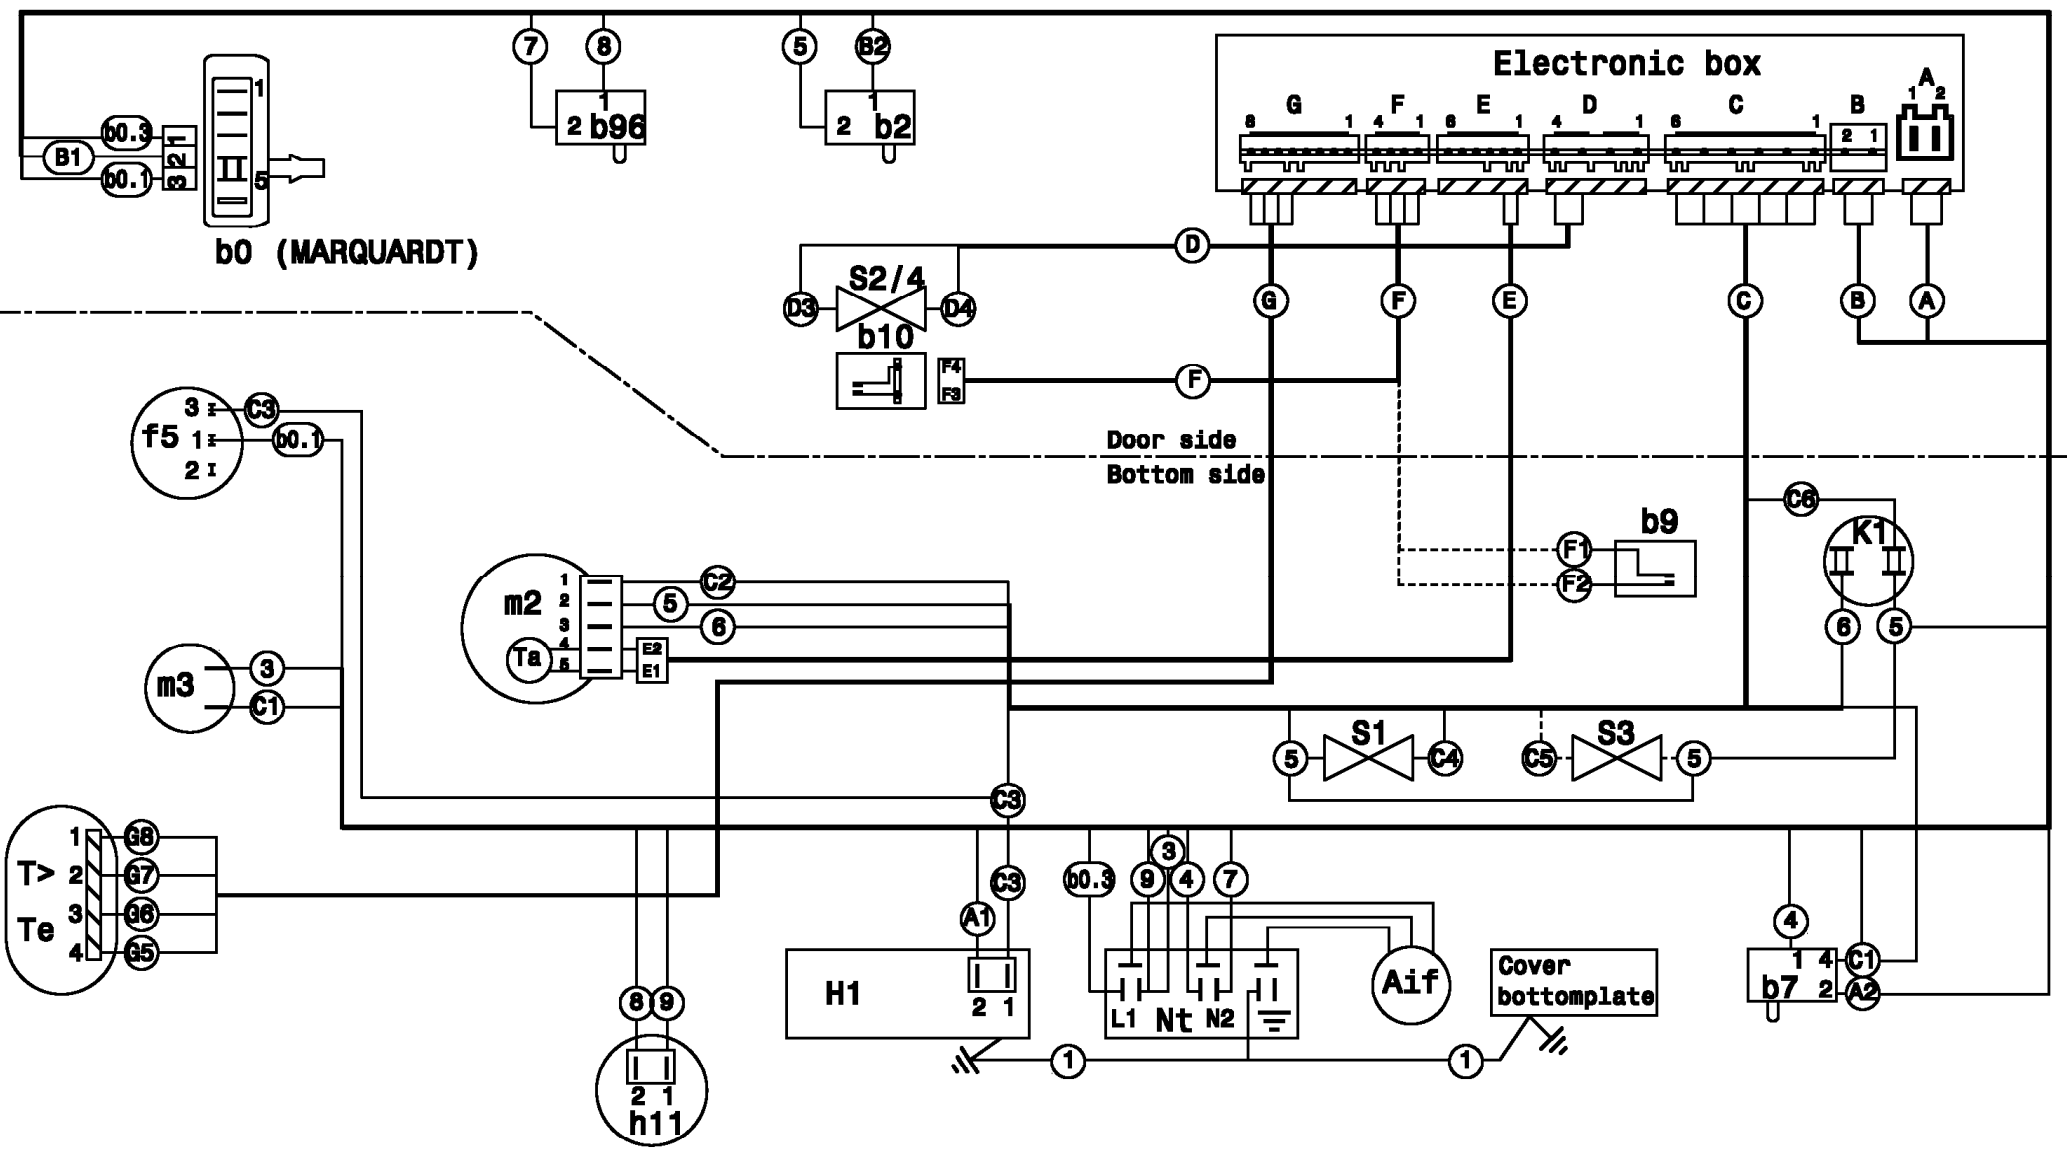 7 8 5 B2
Electronic box
A
1 2
G F E D C B
8 1 4 1 6 1 4 1 6 1 2 1
b0.3
B1
b0.1
1
2
3
1
5
1
2 b96
1
2 b2
b0 (MARQUARDT)
D
S2/4
D3 D4
b10
G F E C B A
F4
F3
F
f5
3 C3
1 b0.1
2
Door side
Bottom side
C6
K1
b9
F1
F2
6 5
m2
1 C2
2 5
3 6
4 E2
5 E1
Ta
m3
3
C1
S1 S3
5 C4 C5 5
C3
T>
Te
1 G8
2 G7
3 G6
4 G5
b0.3 9 3 4 7
C3
A1
4
H1
2 1
L1 Nt N2
Aif
Cover
bottomplate
1 4 C1
b7 2 A2
8 9
1 1
2 1
h11